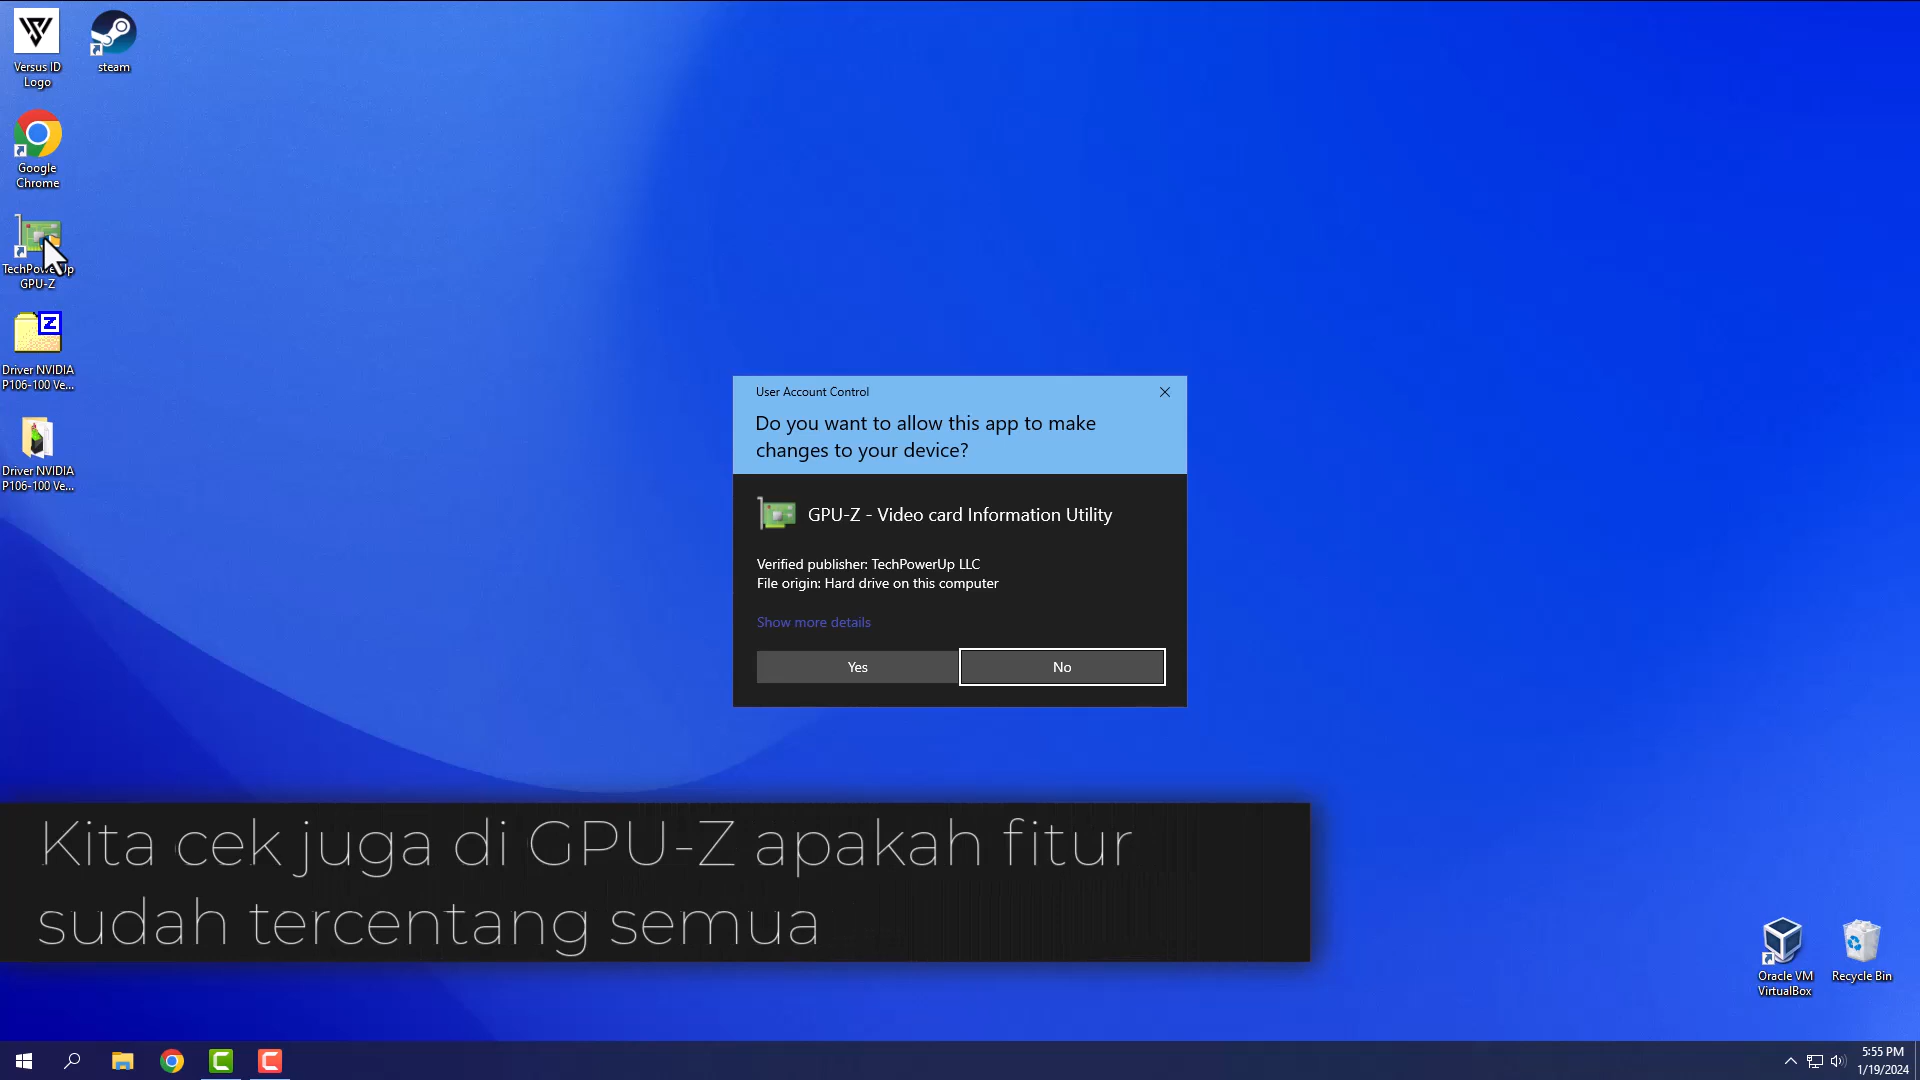 Versus ID
Logo
steam
Google
Chrome
TechPowerUp
GPU-Z
Z
Driver NVIDIA
P106-100 Ve...
Driver NVIDIA
P106-100 Ve...
User Account Control
Do you want to allow this app to make
changes to your device?
GPU-Z - Video card Information Utility
Verified publisher: TechPowerUp LLC
File origin: Hard drive on this computer
Show more details
Yes
No
Kita cek juga di GPU-Z apakah fitur
sudah tercentang semua
Oracle VM
VirtualBox
Recycle Bin
5:55 PM
1/19/2024